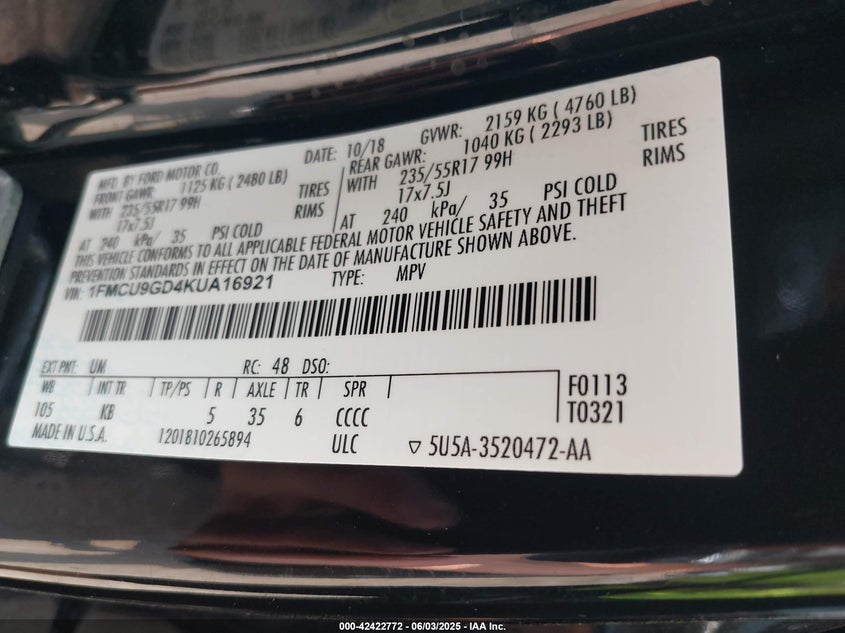 MFD. BY FORD MOTOR CO.
DATE: 10/18 GVWR: 2159 KG ( 4760 LB)
FRONT GAWR: 1125 KG ( 2480 LB) REAR GAWR: 1040 KG ( 2293 LB)
WITH 235/55R17 99H TIRES WITH 235/55R17 99H TIRES
17x7.5J RIMS 17x7.5J RIMS
AT 240 kPa/ 35 PSI COLD AT 240 kPa/ 35 PSI COLD
THIS VEHICLE CONFORMS TO ALL APPLICABLE FEDERAL MOTOR VEHICLE SAFETY AND THEFT
PREVENTION STANDARDS IN EFFECT ON THE DATE OF MANUFACTURE SHOWN ABOVE.
VIN: 1FMCU9GD4KUA16921 TYPE: MPV
EXT PNT: UM RC: 48 DSO:
WB INT TR TP/PS R AXLE TR SPR F0113
105 KB 5 35 6 CCCC T0321
MADE IN U.S.A. 1201810265894 ULC 5U5A-3520472-AA
000-42422772 - 06/03/2025 - IAA Inc.